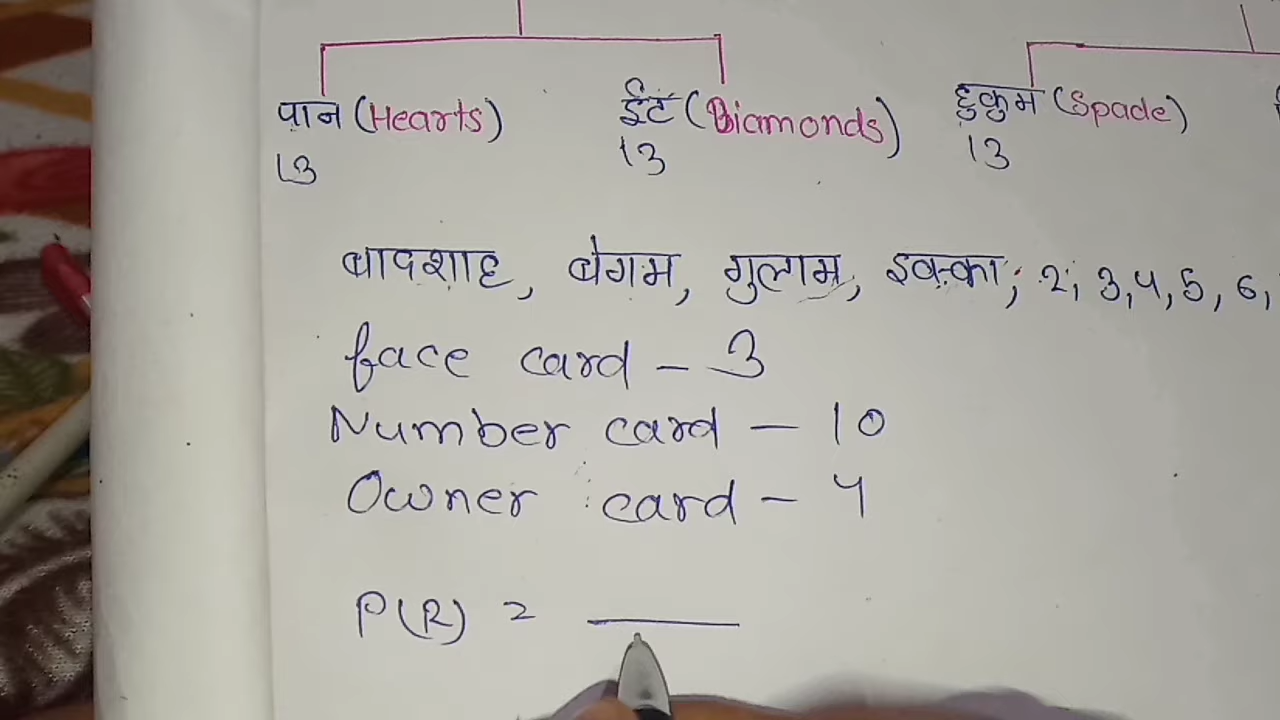 पान (Hearts) ईट (Diamonds) हुकुम (Spade)
13 13 13
बादशाह, बेगम, गुलाम, इक्का, 2, 3, 4, 5, 6,
face card - 3
Number card - 10
Owner card - 4
P(R) =